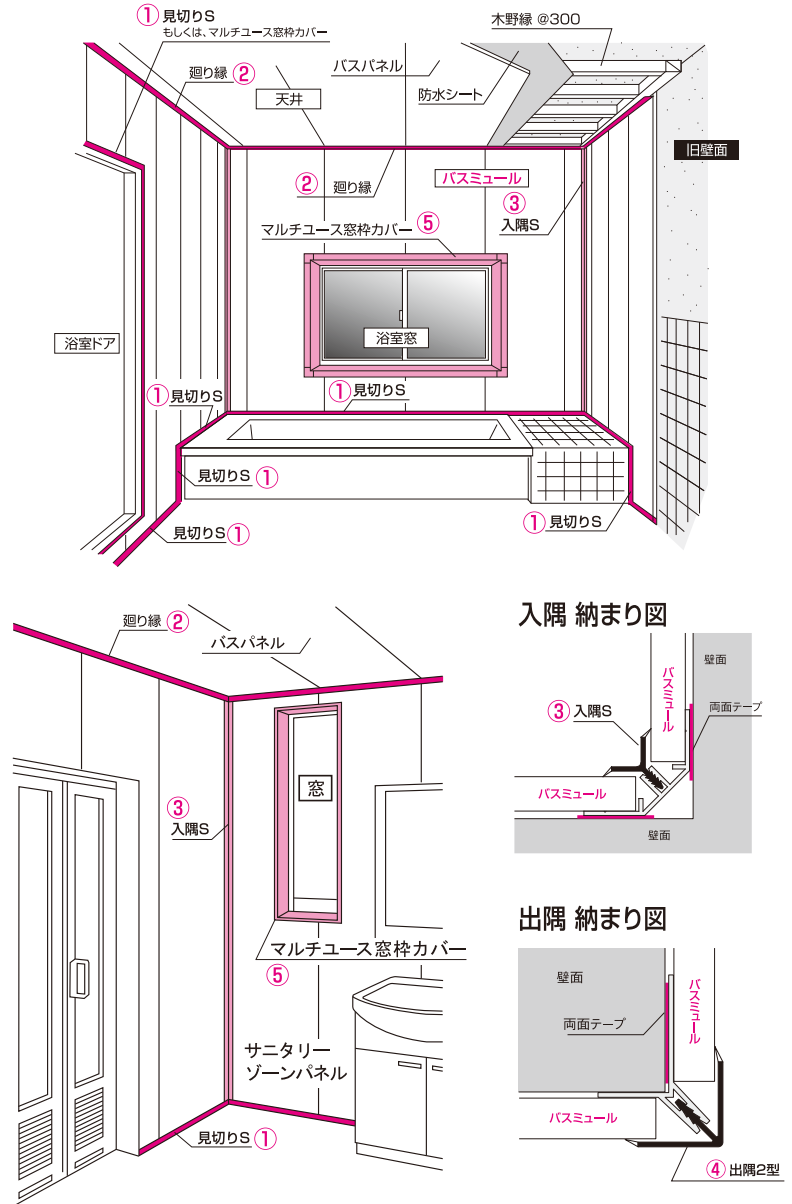 ① 見切りS
もしくは、マルチユース窓枠カバー
木野縁 @300
廻り縁 ②
バスパネル
天井
防水シート
旧壁面
② 廻り縁
バスミュール
③
入隅S
マルチユース窓枠カバー ⑤
浴室窓
浴室ドア
① 見切りS
① 見切りS
見切りS ①
見切りS ①
① 見切りS
廻り縁 ②
バスパネル
窓
③
入隅S
マルチユース窓枠カバー
⑤
サニタリー
ゾーンパネル
見切りS ①
入隅 納まり図
壁面
バスミュール
③ 入隅S
両面テープ
バスミュール
壁面
出隅 納まり図
壁面
バスミュール
両面テープ
バスミュール
④ 出隅2型